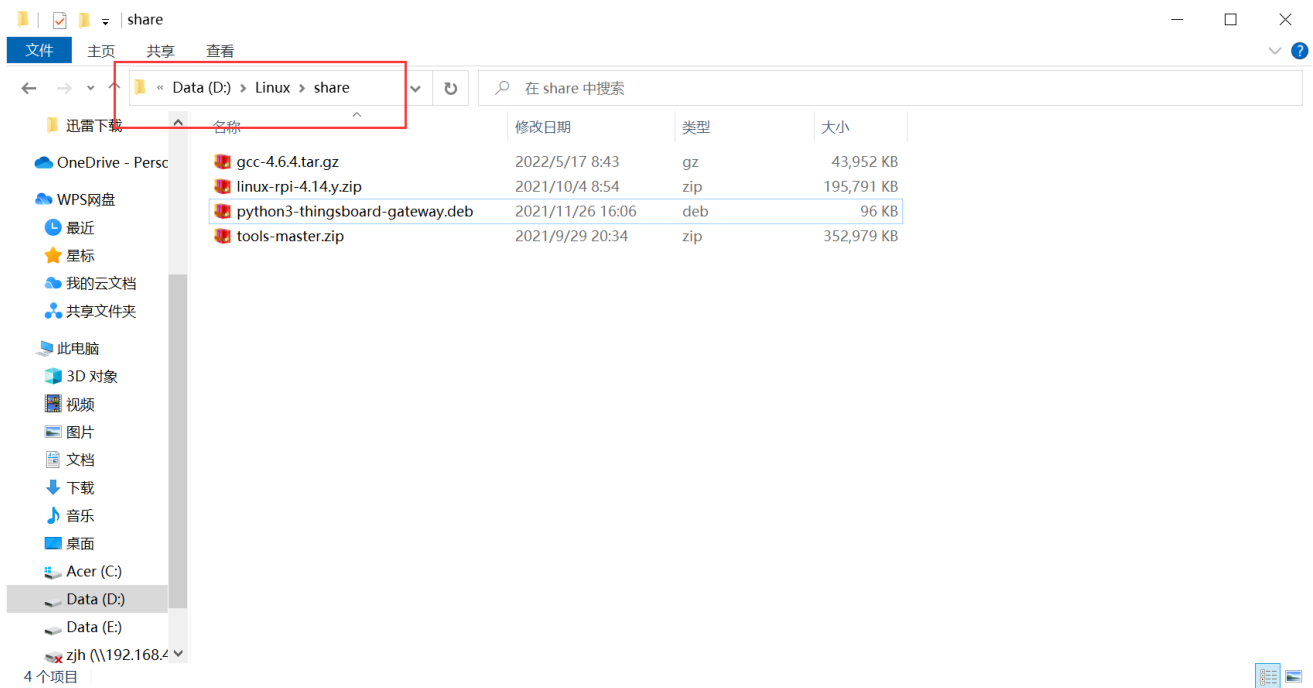 share
文件 主页 共享 查看
« Data (D:) › Linux › share 在 share 中搜索
名称 修改日期 类型 大小
gcc-4.6.4.tar.gz 2022/5/17 8:43 gz 43,952 KB
linux-rpi-4.14.y.zip 2021/10/4 8:54 zip 195,791 KB
python3-thingsboard-gateway.deb 2021/11/26 16:06 deb 96 KB
tools-master.zip 2021/9/29 20:34 zip 352,979 KB
迅雷下载
OneDrive - Persc
WPS网盘
最近
星标
我的云文档
共享文件夹
此电脑
3D 对象
视频
图片
文档
下载
音乐
桌面
Acer (C:)
Data (D:)
Data (E:)
zjh (\\192.168.4
4 个项目